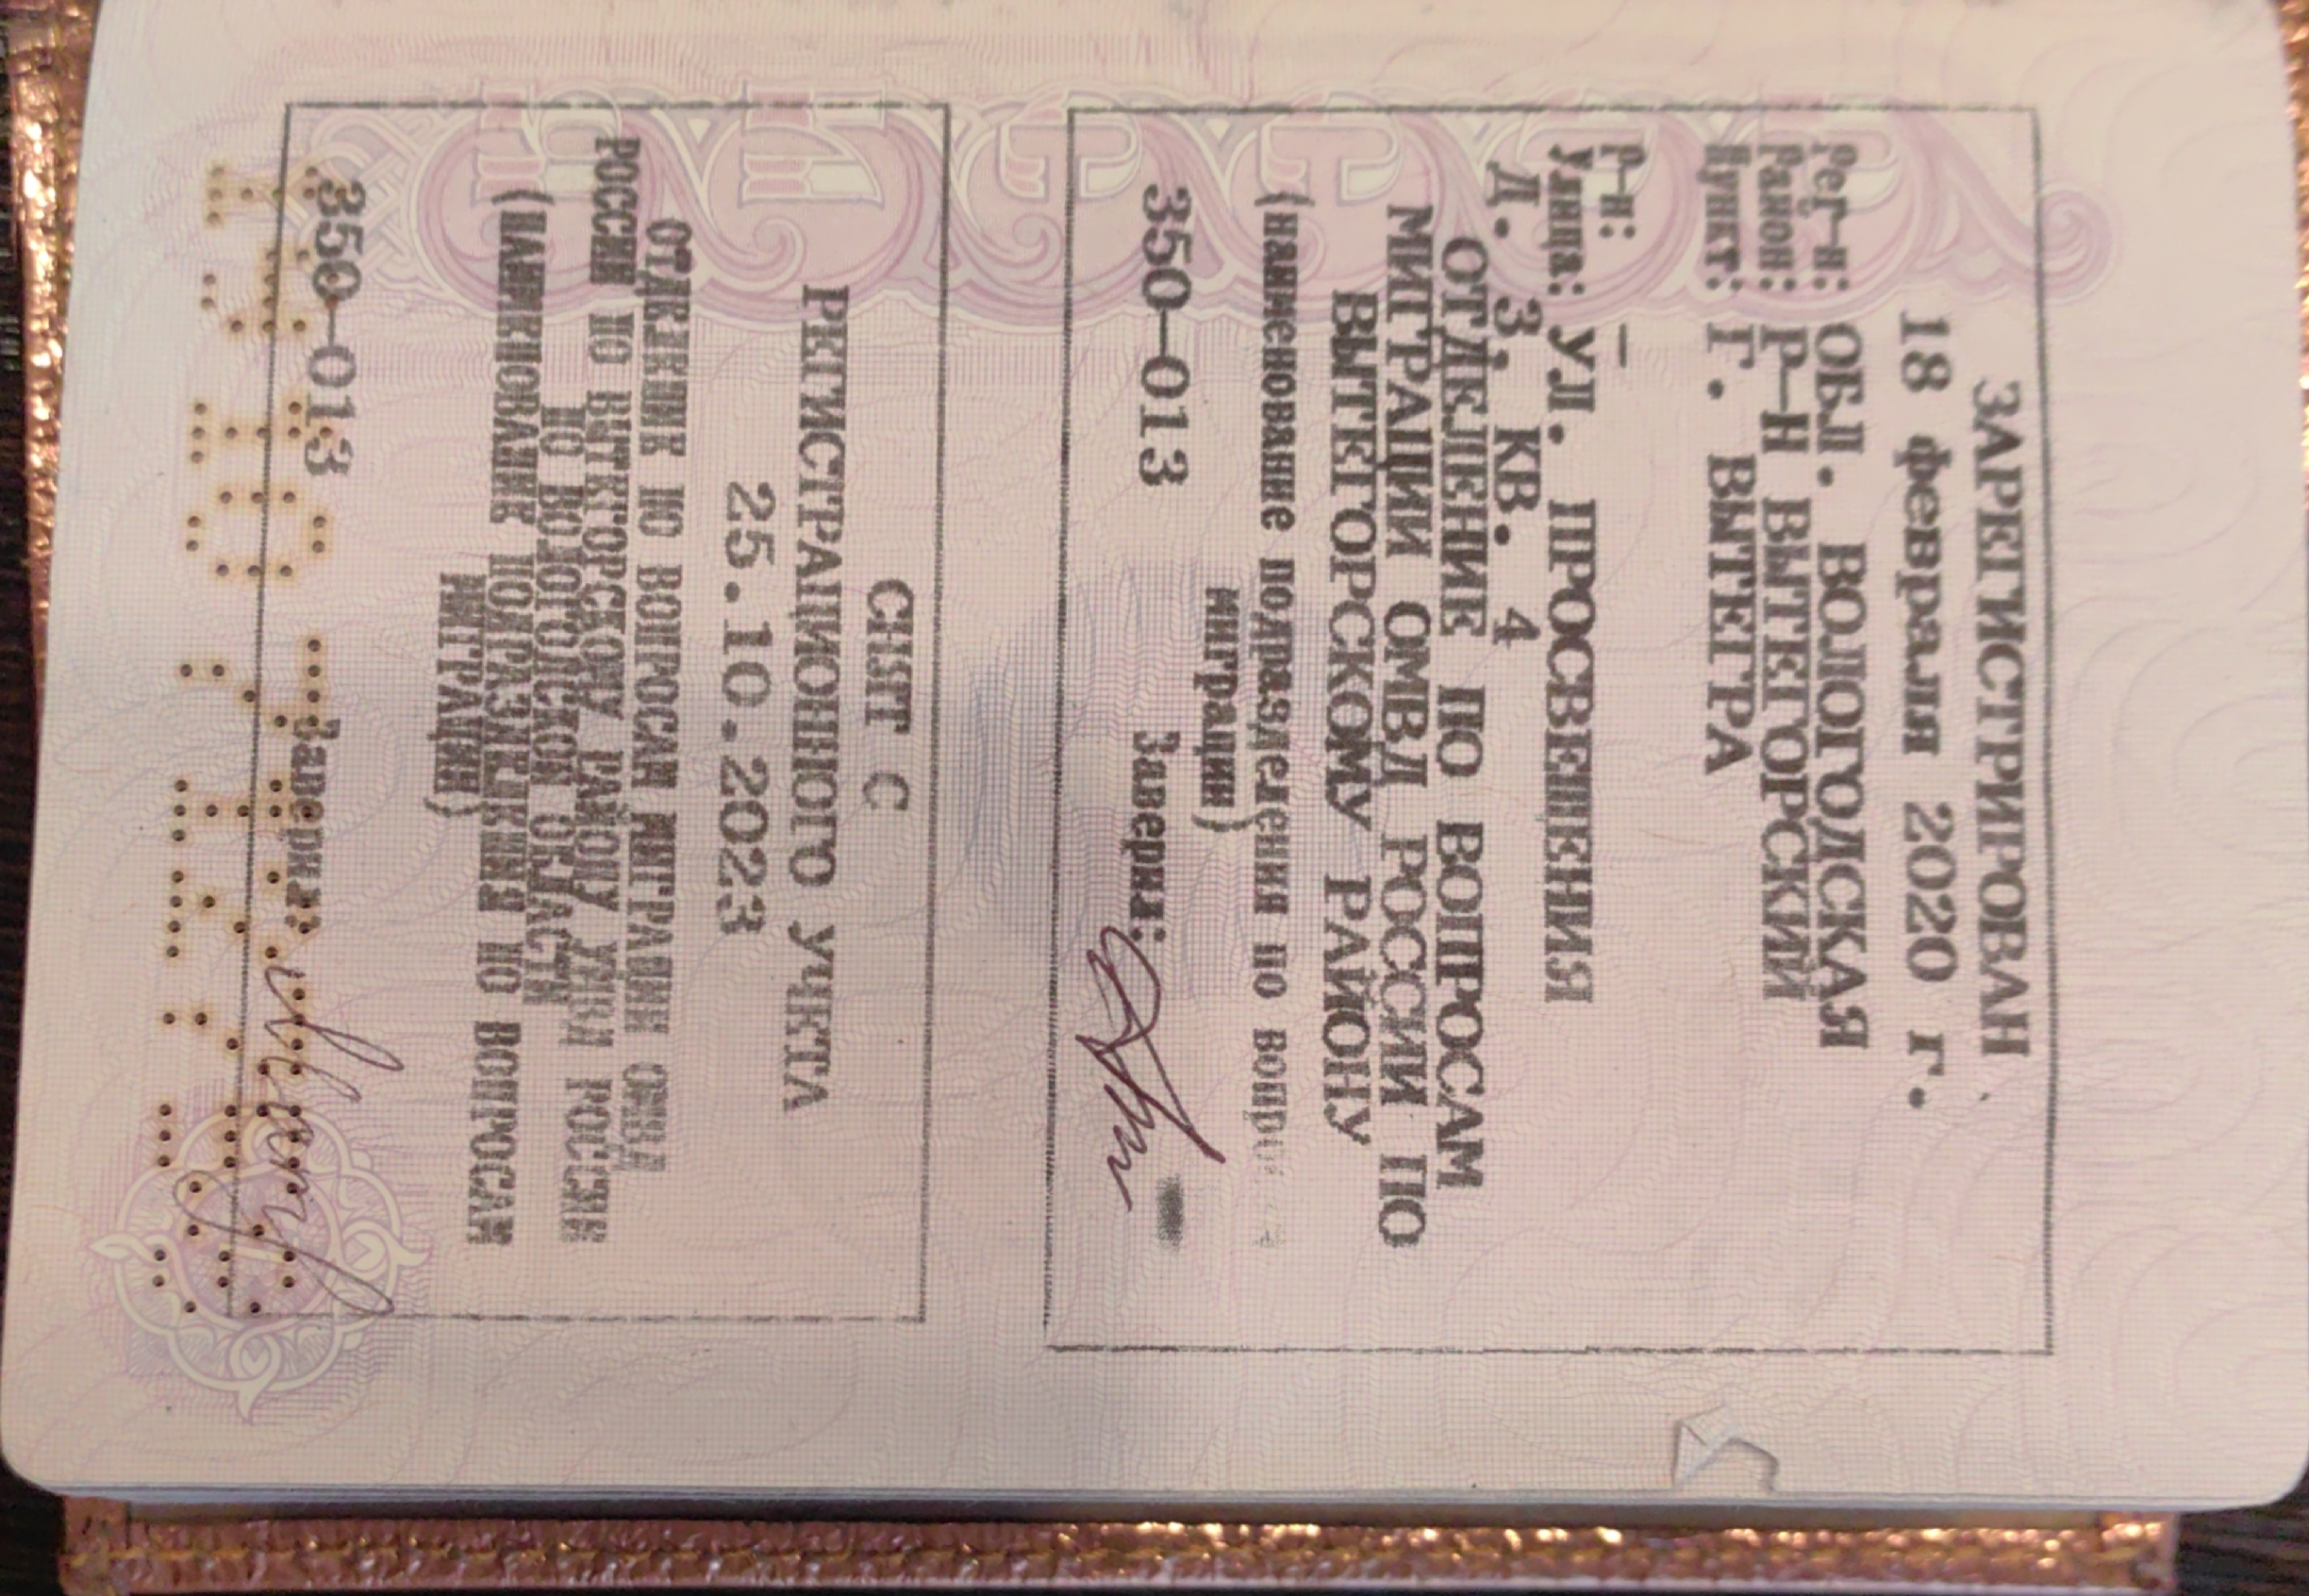 ЗАРЕГИСТРИРОВАН
18 февраля 2020 г.
Рег-н: ОБЛ. ВОЛОГОДСКАЯ
Район: Р-Н ВЫТЕГОРСКИЙ
Пункт: Г. ВЫТЕГРА
Р-н: –
Улица: УЛ. ПРОСВЕЩЕНИЯ
Д. 3, КВ. 4
ОТДЕЛЕНИЕ ПО ВОПРОСАМ
МИГРАЦИИ ОМВД РОССИИ ПО
ВЫТЕГОРСКОМУ РАЙОНУ
(наименование подразделения по вопросам
миграции)
350-013 Заверил:
СНЯТ С
РЕГИСТРАЦИОННОГО УЧЕТА
25.10.2023
ОТДЕЛЕНИЕ ПО ВОПРОСАМ МИГРАЦИИ ОМВД
РОССИИ ПО ВЫТЕГОРСКОМУ РАЙОНУ УМВД РОССИИ
ПО ВОЛОГОДСКОЙ ОБЛАСТИ
(НАИМЕНОВАНИЕ ПОДРАЗДЕЛЕНИЯ ПО ВОПРОСАМ
МИГРАЦИИ)
350-013 Заверил: